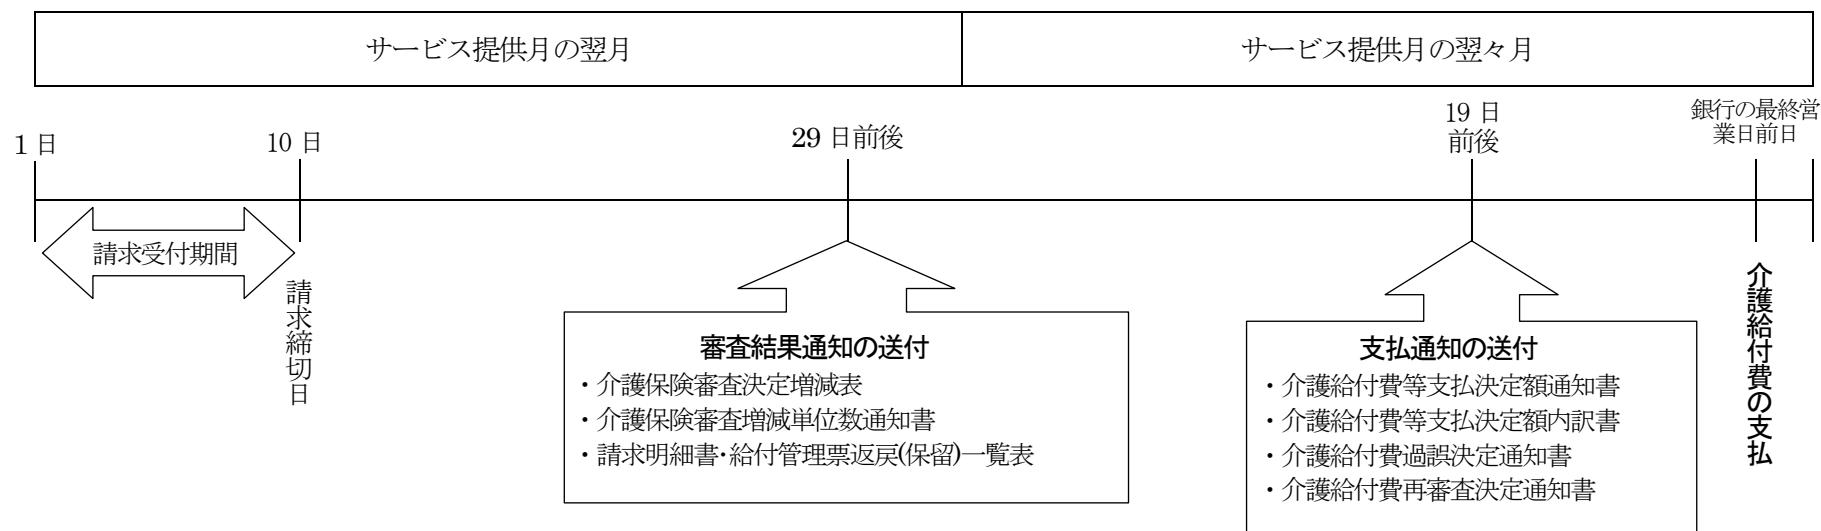 サービス提供月の翌月
サービス提供月の翌々月
1 日
10 日
29 日前後
19 日
前後
銀行の最終営
業日前日
請求受付期間
請求締切日
審査結果通知の送付
・介護保険審査決定増減表
・介護保険審査増減単位数通知書
・請求明細書・給付管理票返戻(保留)一覧表
支払通知の送付
・介護給付費等支払決定額通知書
・介護給付費等支払決定額内訳書
・介護給付費過誤決定通知書
・介護給付費再審査決定通知書
介護給付費の支払